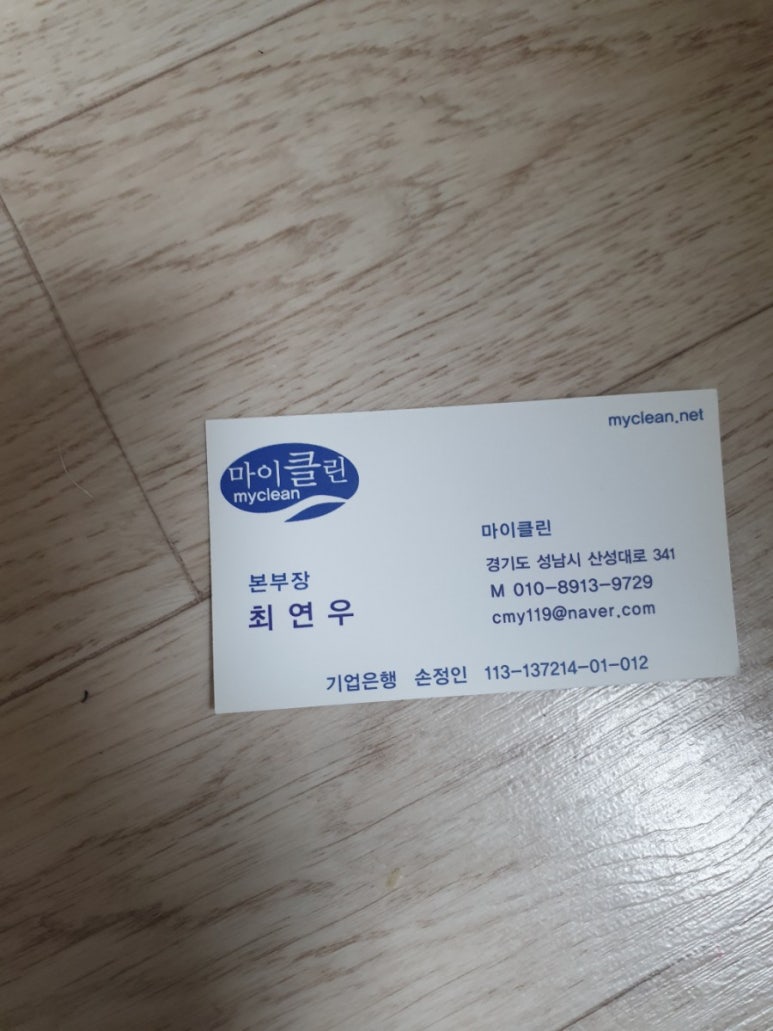 myclean.net
마이클린
myclean
마이클린
경기도 성남시 산성대로 341
M 010-8913-9729
cmy119@naver.com
본부장
최 연 우
기업은행 손정인 113-137214-01-012